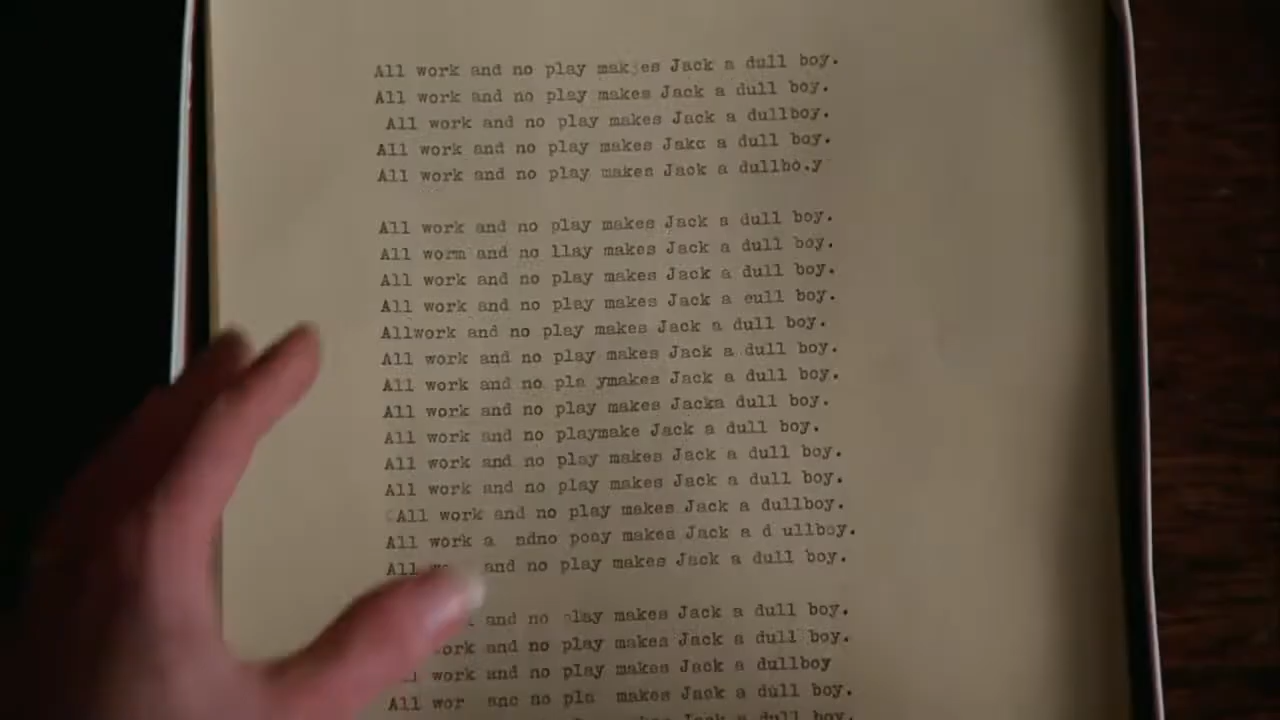 All work and no play makes Jack a dull boy.
All work and no play makes Jack a dull boy.
All work and no play makes Jack a dullboy.
All work and no play makes Jakc a dull boy.
All work and no play makes Jack a dullbo.y
All work and no play makes Jack a dull boy.
All worm and no llay makes Jack a dull boy.
All work and no play makes Jack a dull boy.
All work and no play makes Jack a eull boy.
Allwork and no play makes Jack a dull boy.
All work and no play makes Jack a dull boy.
All work and no pla ymakes Jack a dull boy.
All work and no play makes Jacka dull boy.
All work and no playmake Jack a dull boy.
All work and no play makes Jack a dull boy.
All work and no play makes Jack a dull boy.
All work and no play makes Jack a dullboy.
All work a ndno pooy makes Jack a d ullboy.
All and no play makes Jack a dull boy.
and no play makes Jack a dull boy.
ork and no play makes Jack a dull boy.
work and no play makes Jack a dullboy
All wor anc no pla makes Jack a dull boy.
play makes Jack a dull boy.